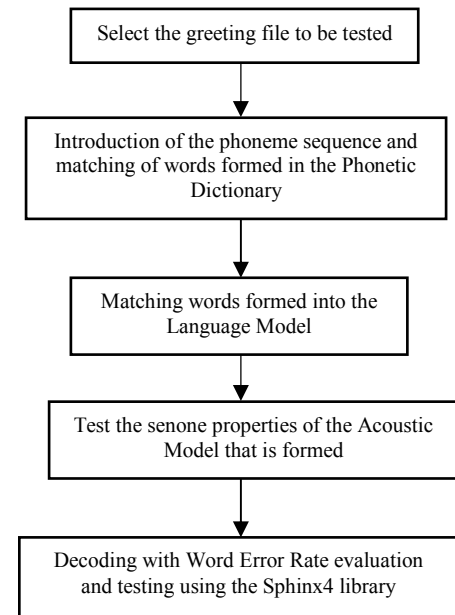 Select the greeting file to be tested
Introduction of the phoneme sequence and
matching of words formed in the Phonetic
Dictionary
Matching words formed into the
Language Model
Test the senone properties of the Acoustic
Model that is formed
Decoding with Word Error Rate evaluation
and testing using the Sphinx4 library